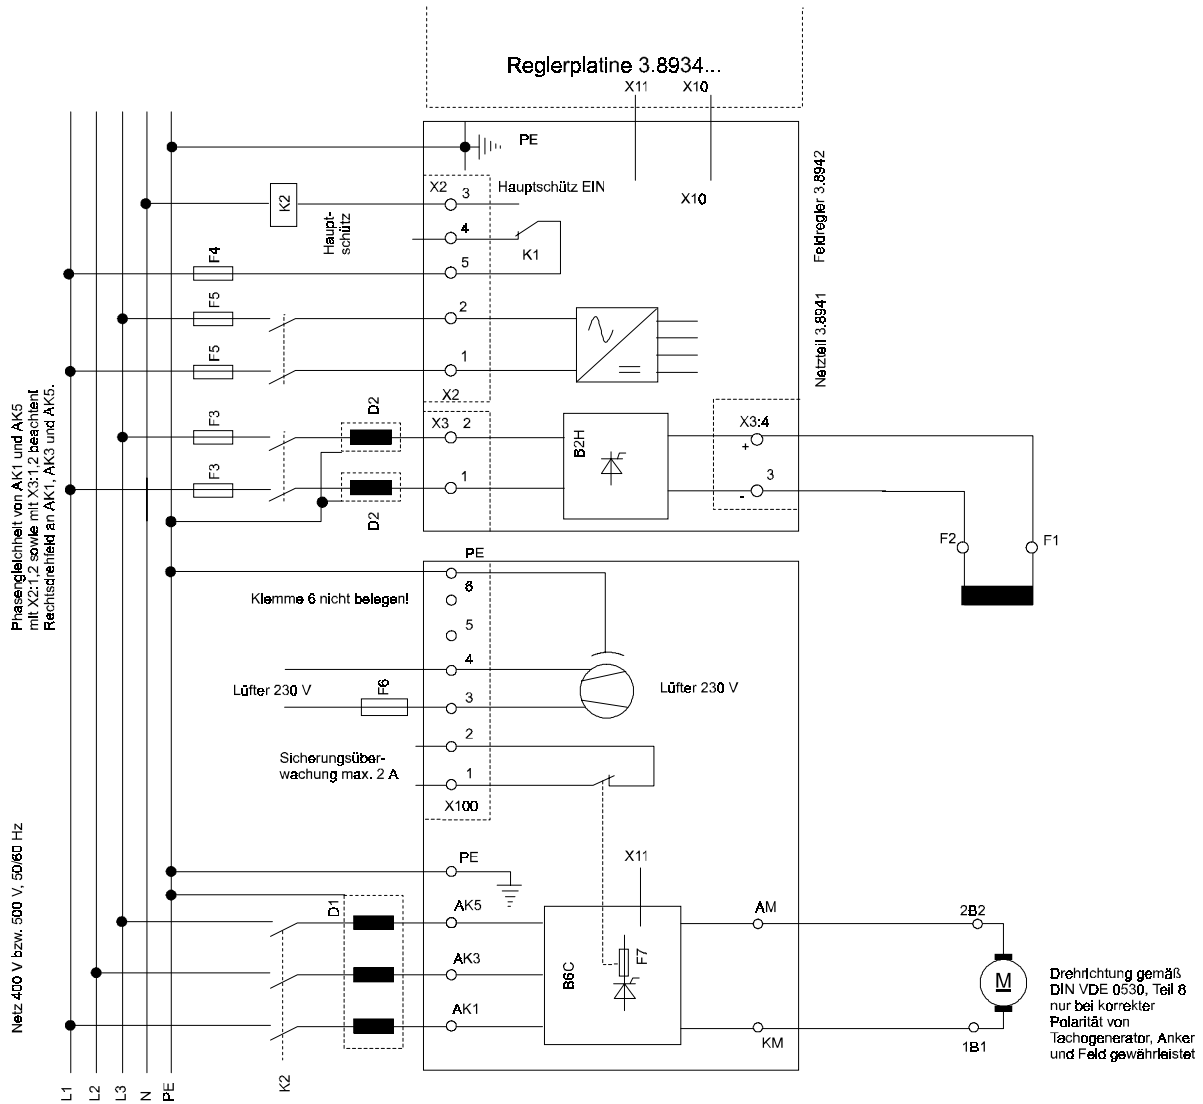 Reglerplatine 3.8934...
X11
X10
PE
X2
3
Hauptschütz EIN
X10
Feldregler 3.8942
K2
Haupt-
schütz
4
K1
F4
5
F5
2
Netzteil 3.8941
F5
1
X2
Phasengleichheit von AK1 und AK5
mit X2:1,2 sowie mit X3:1,2 beachten!
Rechtsdrehfeld an AK1, AK3 und AK5.
F3
D2
X3
2
B2H
X3:4
+
F3
1
3
-
D2
F2
F1
PE
6
Klemme 6 nicht belegen!
5
4
Lüfter 230 V
F6
3
Lüfter 230 V
2
Sicherungsüber-
wachung max. 2 A
1
X100
Netz 400 V bzw. 500 V, 50/60 Hz
PE
X11
D1
AK5
AM
2B2
AK3
B6C
F7
M
AK1
KM
1B1
Drehrichtung gemäß
DIN VDE 0530, Teil 8
nur bei korrekter
Polarität von
Tachogenerator, Anker
und Feld gewährleistet
L1
L2
L3
N
PE
K2